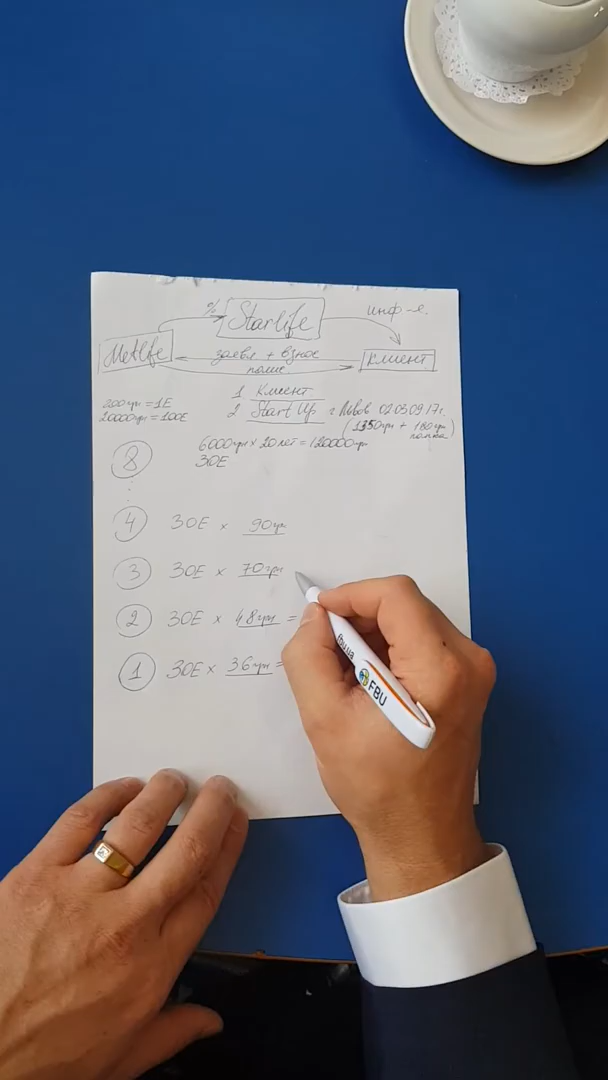 % Starlife инф-я.
Metlife заявл + взнос клиент
полис
200грн = 1Е
20000грн = 100Е
1 Клиент
2 Start Up г Львов 02.03.09.17г.
(1350грн + 180грн
6000грн × 20 лет = 120000грн
30Е
8
4 30Е × 90грн
3 30Е × 70грн
2 30Е × 48грн =
1 30Е × 36грн =
fbu.ua
FBU